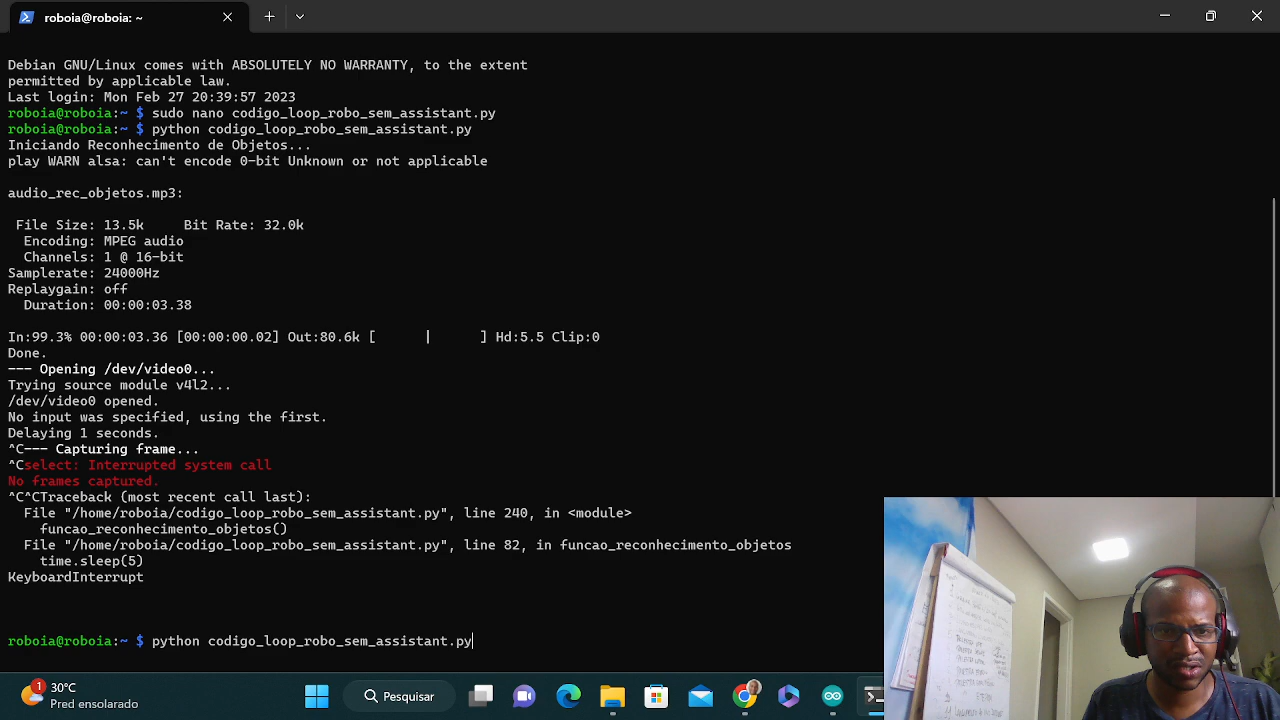 roboia@roboia: ~
Debian GNU/Linux comes with ABSOLUTELY NO WARRANTY, to the extent
permitted by applicable law.
Last login: Mon Feb 27 20:39:57 2023
roboia@roboia:~ $ sudo nano codigo_loop_robo_sem_assistant.py
roboia@roboia:~ $ python codigo_loop_robo_sem_assistant.py
Iniciando Reconhecimento de Objetos...
play WARN alsa: can't encode 0-bit Unknown or not applicable
audio_rec_objetos.mp3:
File Size: 13.5k     Bit Rate: 32.0k
Encoding: MPEG audio
Channels: 1 @ 16-bit
Samplerate: 24000Hz
Replaygain: off
Duration: 00:00:03.38
In:99.3% 00:00:03.36 [00:00:00.02] Out:80.6k [      |      ] Hd:5.5 Clip:0
Done.
--- Opening /dev/video0...
Trying source module v4l2...
/dev/video0 opened.
No input was specified, using the first.
Delaying 1 seconds.
^C--- Capturing frame...
^Cselect: Interrupted system call
No frames captured.
^C^CTraceback (most recent call last):
File "/home/roboia/codigo_loop_robo_sem_assistant.py", line 240, in <module>
funcao_reconhecimento_objetos()
File "/home/roboia/codigo_loop_robo_sem_assistant.py", line 82, in funcao_reconhecimento_objetos
time.sleep(5)
KeyboardInterrupt
roboia@roboia:~ $ python codigo_loop_robo_sem_assistant.py
1
30°C
Pred ensolarado
Pesquisar